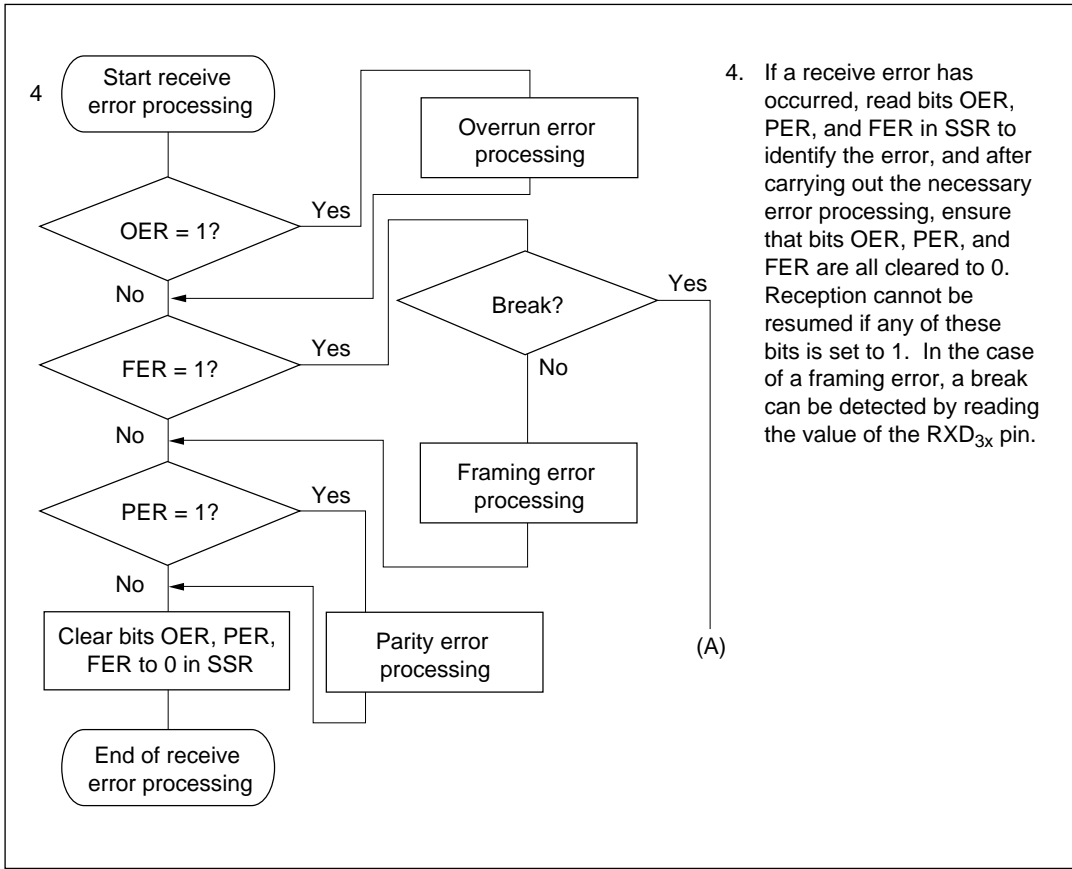 4
Start receive
error processing
OER = 1?
Yes
No
Overrun error
processing
FER = 1?
Yes
No
Break?
Yes
No
Framing error
processing
PER = 1?
Yes
No
Parity error
processing
(A)
Clear bits OER, PER,
FER to 0 in SSR
End of receive
error processing
4. If a receive error has
occurred, read bits OER,
PER, and FER in SSR to
identify the error, and after
carrying out the necessary
error processing, ensure
that bits OER, PER, and
FER are all cleared to 0.
Reception cannot be
resumed if any of these
bits is set to 1. In the case
of a framing error, a break
can be detected by reading
the value of the RXD3x pin.